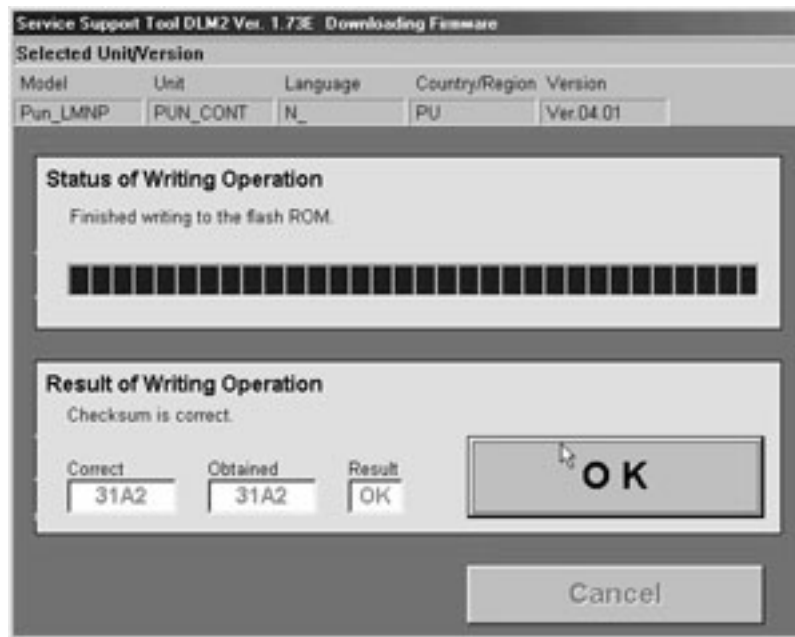 Service Support Tool DLM2 Ver. 1.73E Downloading Firmware
Selected Unit/Version
Model Unit Language Country/Region Version
Pun_LMNP PUN_CONT N_ PU Ver.04.01
Status of Writing Operation
Finished writing to the flash ROM.
Result of Writing Operation
Checksum is correct.
Correct Obtained Result
31A2 31A2 OK
OK
Cancel